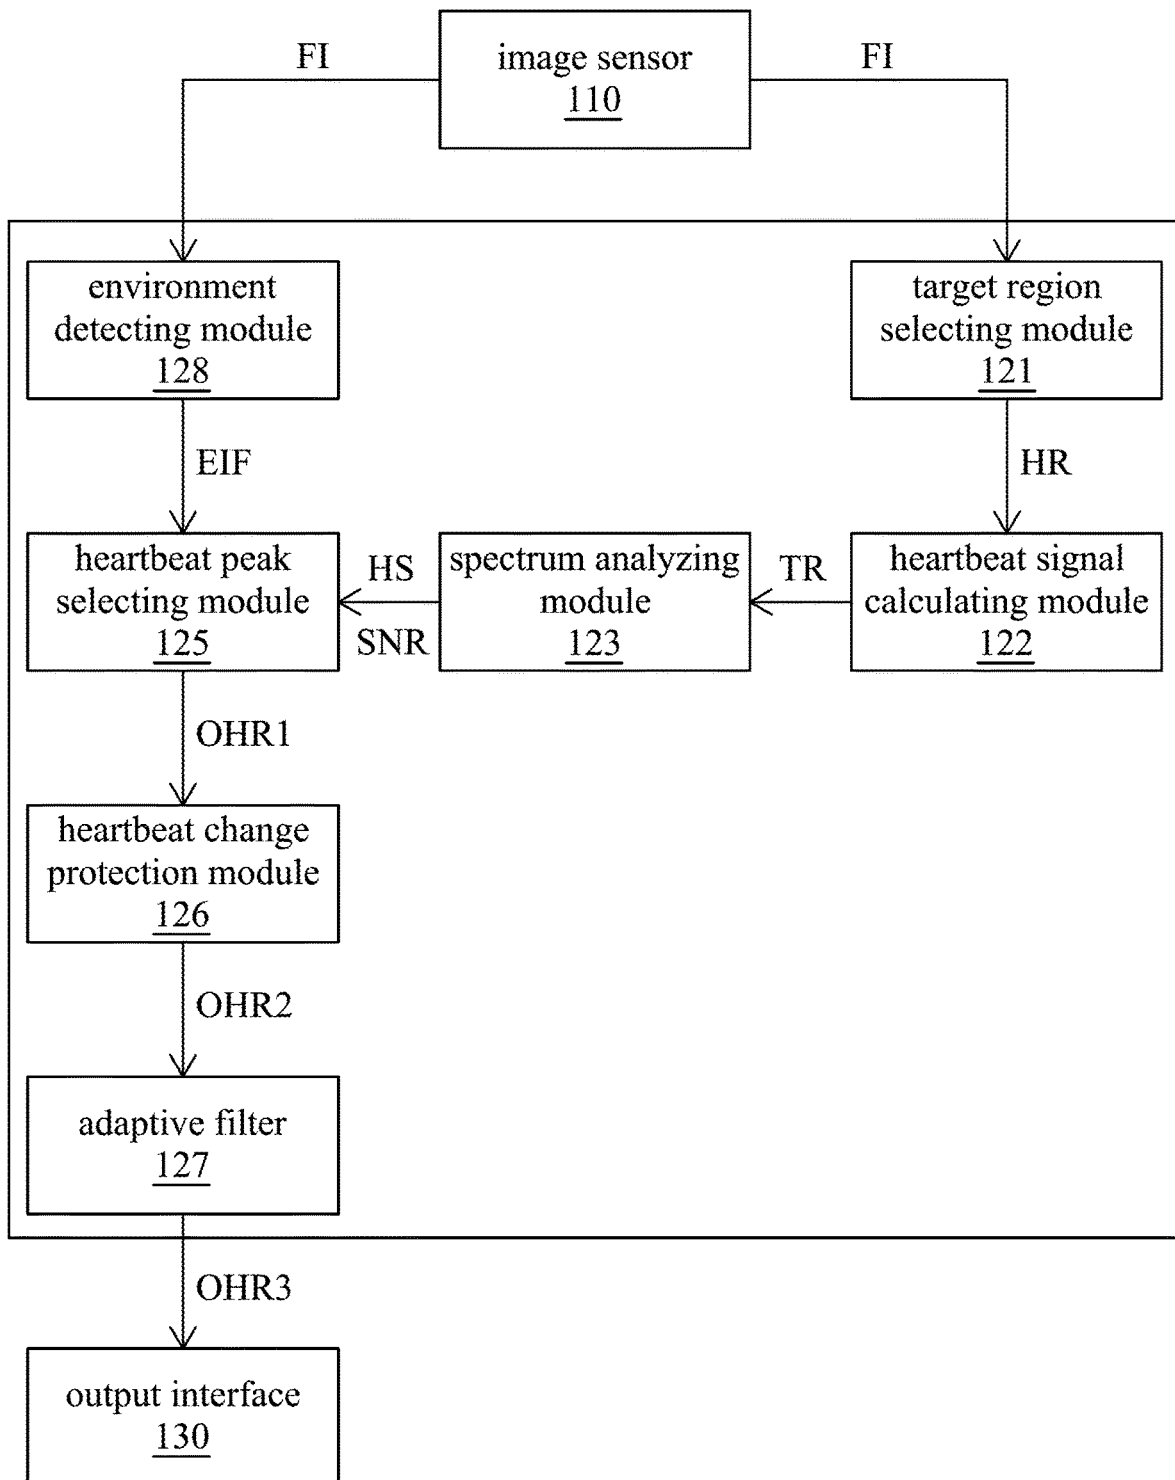 FI
image sensor
110
FI
environment
detecting module
128
target region
selecting module
121
EIF
HR
heartbeat peak
selecting module
125
HS
SNR
spectrum analyzing
module
123
TR
heartbeat signal
calculating module
122
OHR1
heartbeat change
protection module
126
OHR2
adaptive filter
127
OHR3
output interface
130